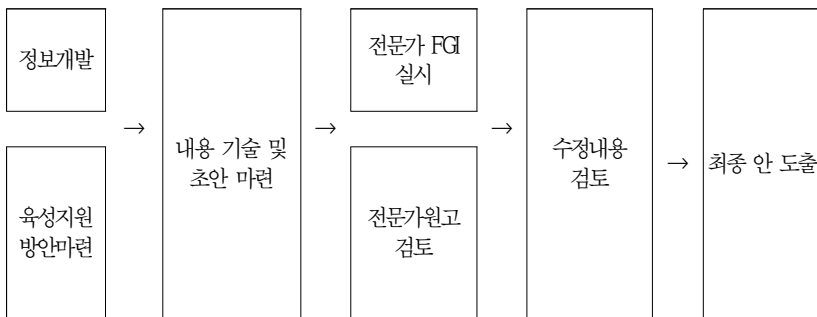 정보개발
육성지원
방안마련
→
내용 기술 및
초안 마련
→
전문가 FGI
실시
전문가원고
검토
→
수정내용
검토
→
최종 안 도출